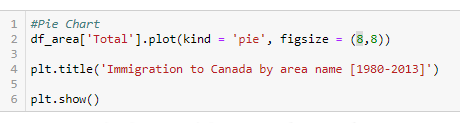 1 #Pie Chart
2 df_area['Total'].plot(kind = 'pie', figsize = (8,8))
3
4 plt.title('Immigration to Canada by area name [1980-2013]')
5
6 plt.show()